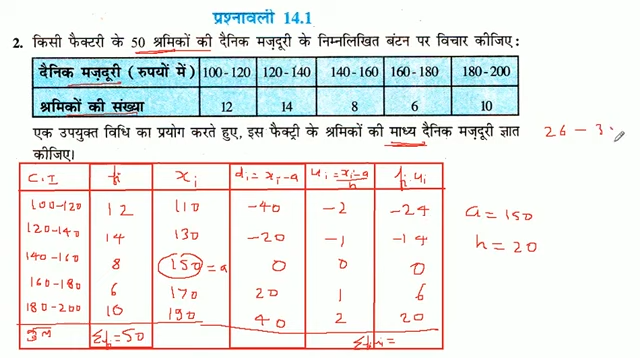 प्रश्नावली 14.1
2. किसी फैक्टरी के 50 श्रमिकों की दैनिक मज़दूरी के निम्नलिखित बंटन पर विचार कीजिए :
दैनिक मज़दूरी ( रुपयों में ) 100-120 120-140 140-160 160-180 180-200
श्रमिकों की संख्या 12 14 8 6 10
एक उपयुक्त विधि का प्रयोग करते हुए, इस फैक्ट्री के श्रमिकों की माध्य दैनिक मज़दूरी ज्ञात
कीजिए।
26 - 3
C.I fi xi di = xi - a ui = xi-a/h fi ui
100-120 12 110 -40 -2 -24
120-140 14 130 -20 -1 -14
140-160 8 150 = a 0 0 0
160-180 6 170 20 1 6
180-200 10 190 40 2 20
कुल Σfi = 50 Σfiui =
a = 150
h = 20